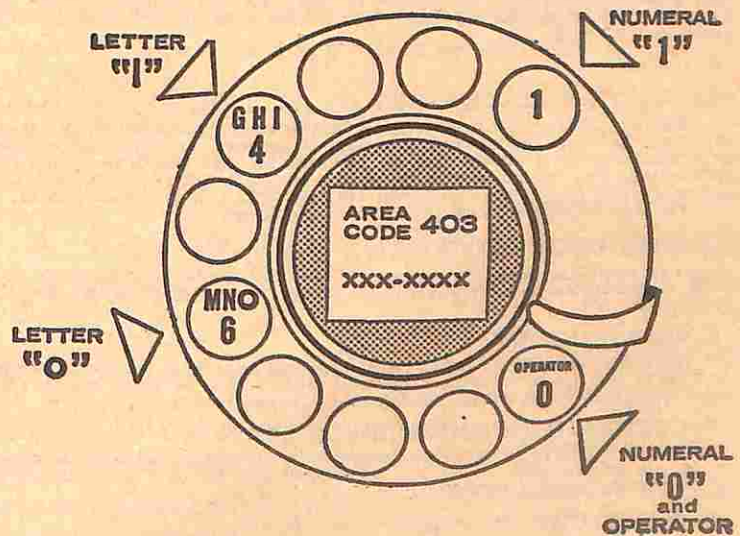 LETTER
"I"
NUMERAL
"1"
1
GHI
4
AREA
CODE 403
XXX-XXXX
MNO
6
LETTER
"O"
OPERATOR
0
NUMERAL
"0"
and
OPERATOR